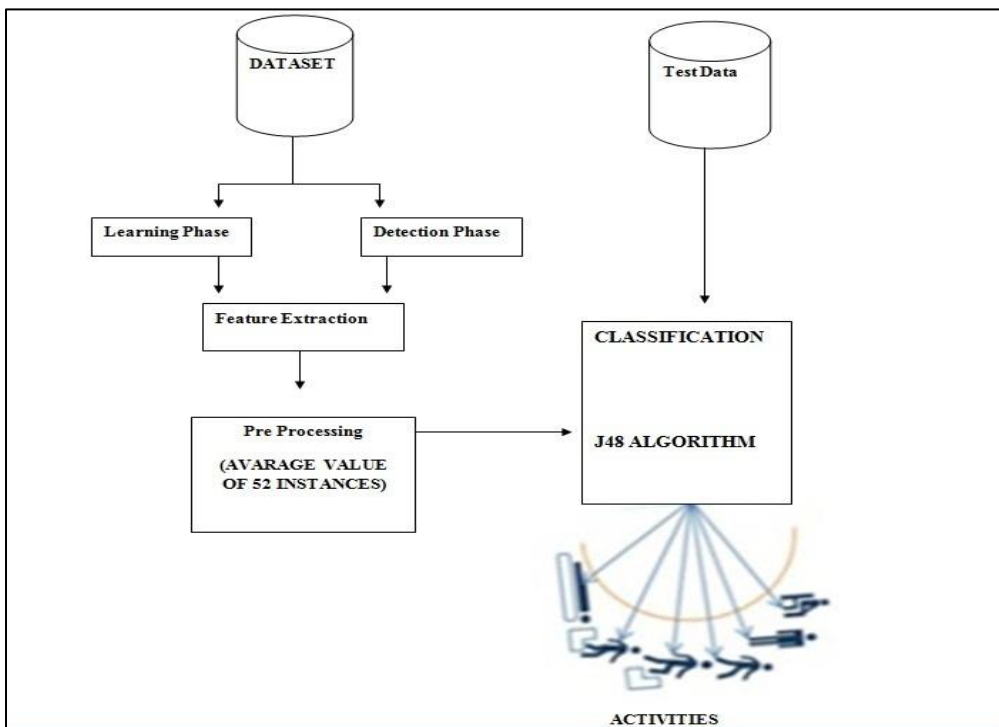 DATASET
Test Data
Learning Phase
Detection Phase
Feature Extraction
Pre Processing
(AVARAGE VALUE
OF 52 INSTANCES)
CLASSIFICATION
J48 ALGORITHM
ACTIVITIES